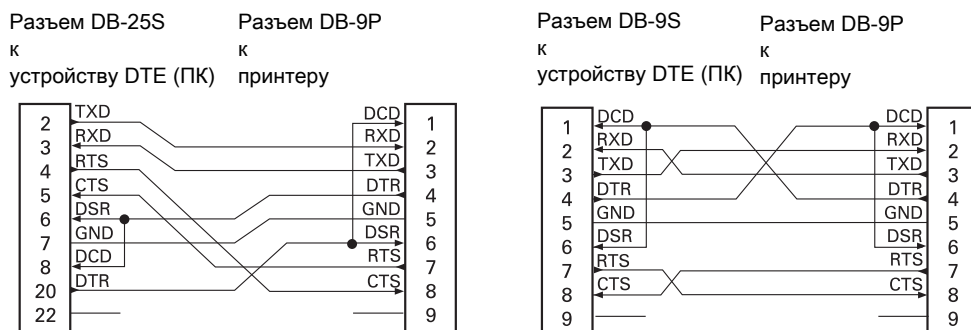 Разъем DB-25S
к
устройству DTE (ПК)
Разъем DB-9P
к
принтеру
2 TXD DCD 1
3 RXD RXD 2
4 RTS TXD 3
5 CTS DTR 4
6 DSR GND 5
7 GND DSR 6
8 DCD RTS 7
20 DTR CTS 8
22 9
Разъем DB-9S
к
устройству DTE (ПК)
Разъем DB-9P
к
принтеру
1 DCD DCD 1
2 RXD RXD 2
3 TXD TXD 3
4 DTR DTR 4
5 GND GND 5
6 DSR DSR 6
7 RTS RTS 7
8 CTS CTS 8
9 9